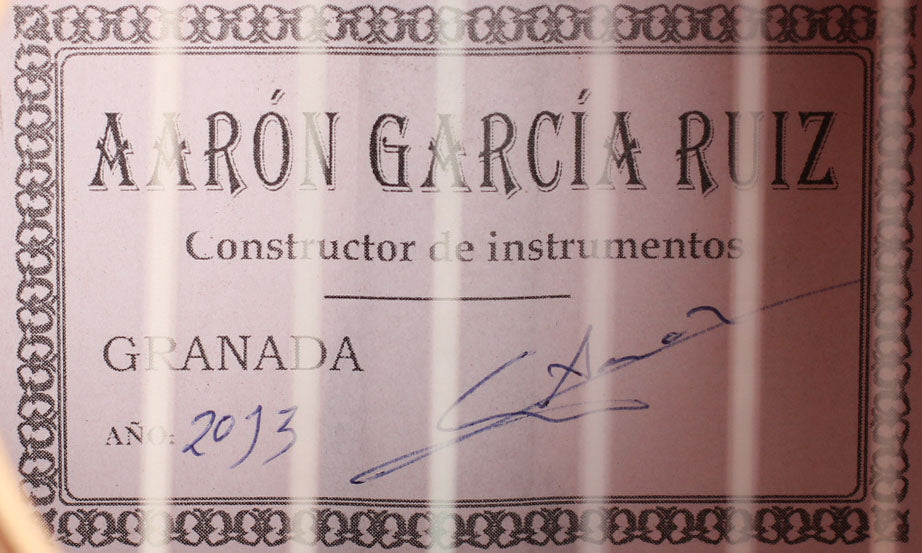 AARÓN GARCÍA RUIZ
Constructor de instrumentos
GRANADA
AÑO: 2013